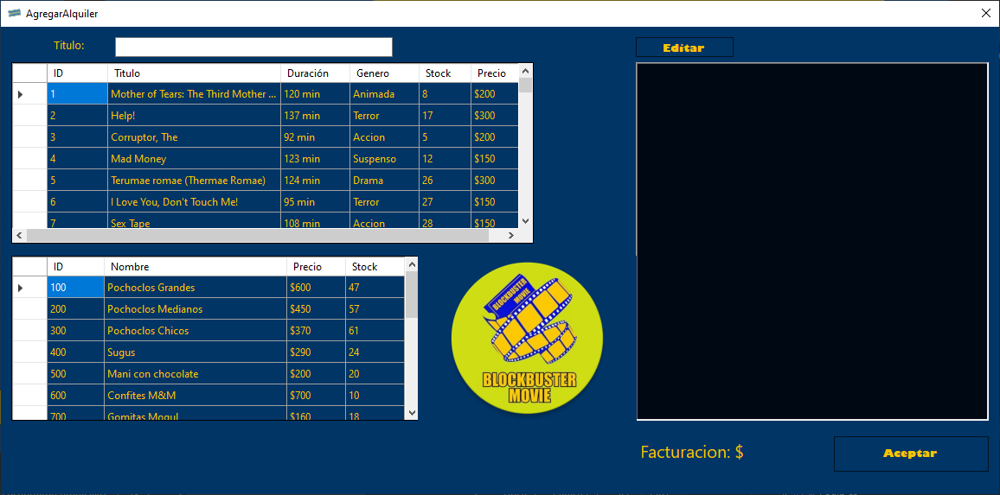 AgregarAlquiler
Titulo:
Editar
ID Titulo Duración Genero Stock Precio
1 Mother of Tears: The Third Mother ... 120 min Animada 8 $200
2 Help! 137 min Terror 17 $300
3 Corruptor, The 92 min Accion 5 $200
4 Mad Money 123 min Suspenso 12 $150
5 Terumae romae (Thermae Romae) 124 min Drama 26 $300
6 I Love You, Don't Touch Me! 95 min Terror 27 $150
7 Sex Tape 108 min Accion 28 $150
ID Nombre Precio Stock
100 Pochoclos Grandes $600 47
200 Pochoclos Medianos $450 57
300 Pochoclos Chicos $370 61
400 Sugus $290 24
500 Mani con chocolate $200 20
600 Confites M&M $700 10
700 Gomitas Mogul $160 18
BLOCKBUSTER
MOVIE
BLOCKBUSTER
MOVIE
Facturacion: $
Aceptar